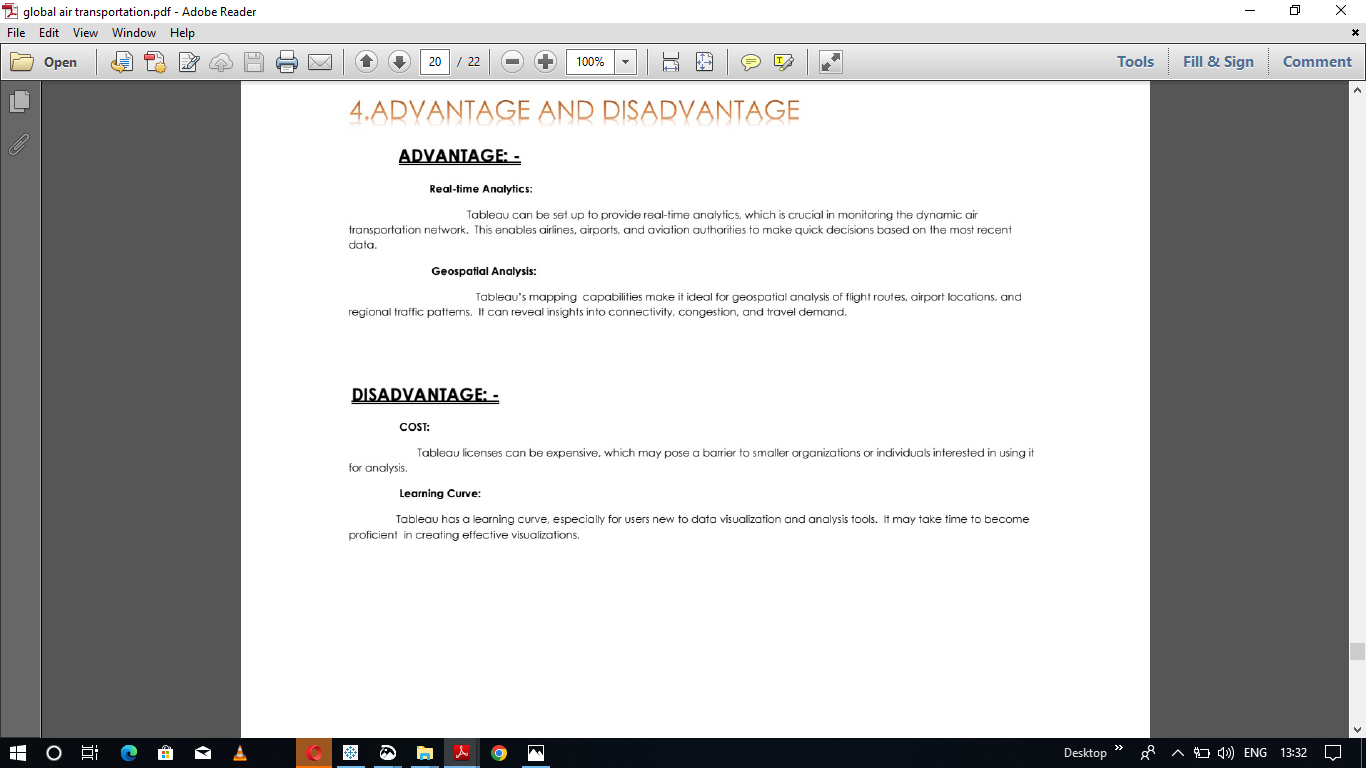 global air transportation.pdf - Adobe Reader
File Edit View Window Help
Open 20 / 22 100% Tools Fill & Sign Comment
4.ADVANTAGE AND DISADVANTAGE
ADVANTAGE: -
Real-time Analytics:
Tableau can be set up to provide real-time analytics, which is crucial in monitoring the dynamic air
transportation network. This enables airlines, airports, and aviation authorities to make quick decisions based on the most recent
data.
Geospatial Analysis:
Tableau's mapping capabilities make it ideal for geospatial analysis of flight routes, airport locations, and
regional traffic patterns. It can reveal insights into connectivity, congestion, and travel demand.
DISADVANTAGE: -
COST:
Tableau licenses can be expensive, which may pose a barrier to smaller organizations or individuals interested in using it
for analysis.
Learning Curve:
Tableau has a learning curve, especially for users new to data visualization and analysis tools. It may take time to become
proficient in creating effective visualizations.
Desktop ENG 13:32